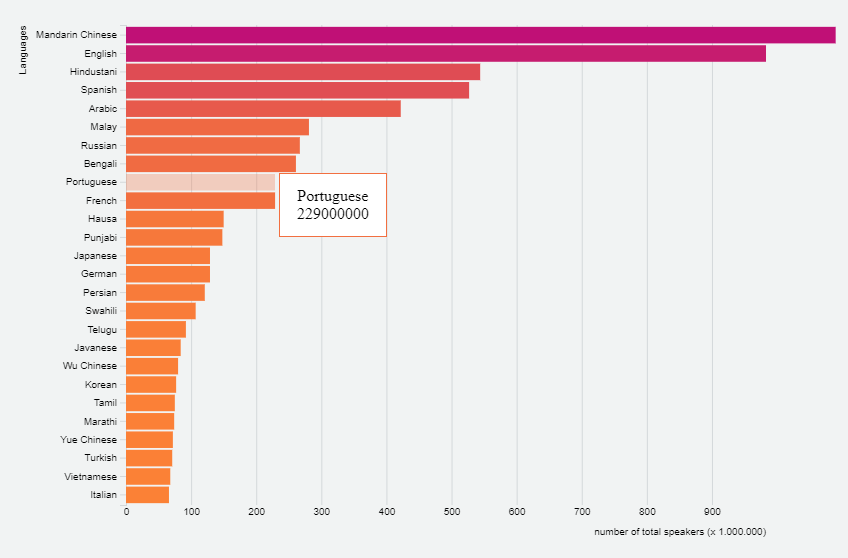 Languages
Mandarin Chinese
English
Hindustani
Spanish
Arabic
Malay
Russian
Bengali
Portuguese
French
Hausa
Punjabi
Japanese
German
Persian
Swahili
Telugu
Javanese
Wu Chinese
Korean
Tamil
Marathi
Yue Chinese
Turkish
Vietnamese
Italian
Portuguese
229000000
0 100 200 300 400 500 600 700 800 900
number of total speakers (x 1.000.000)